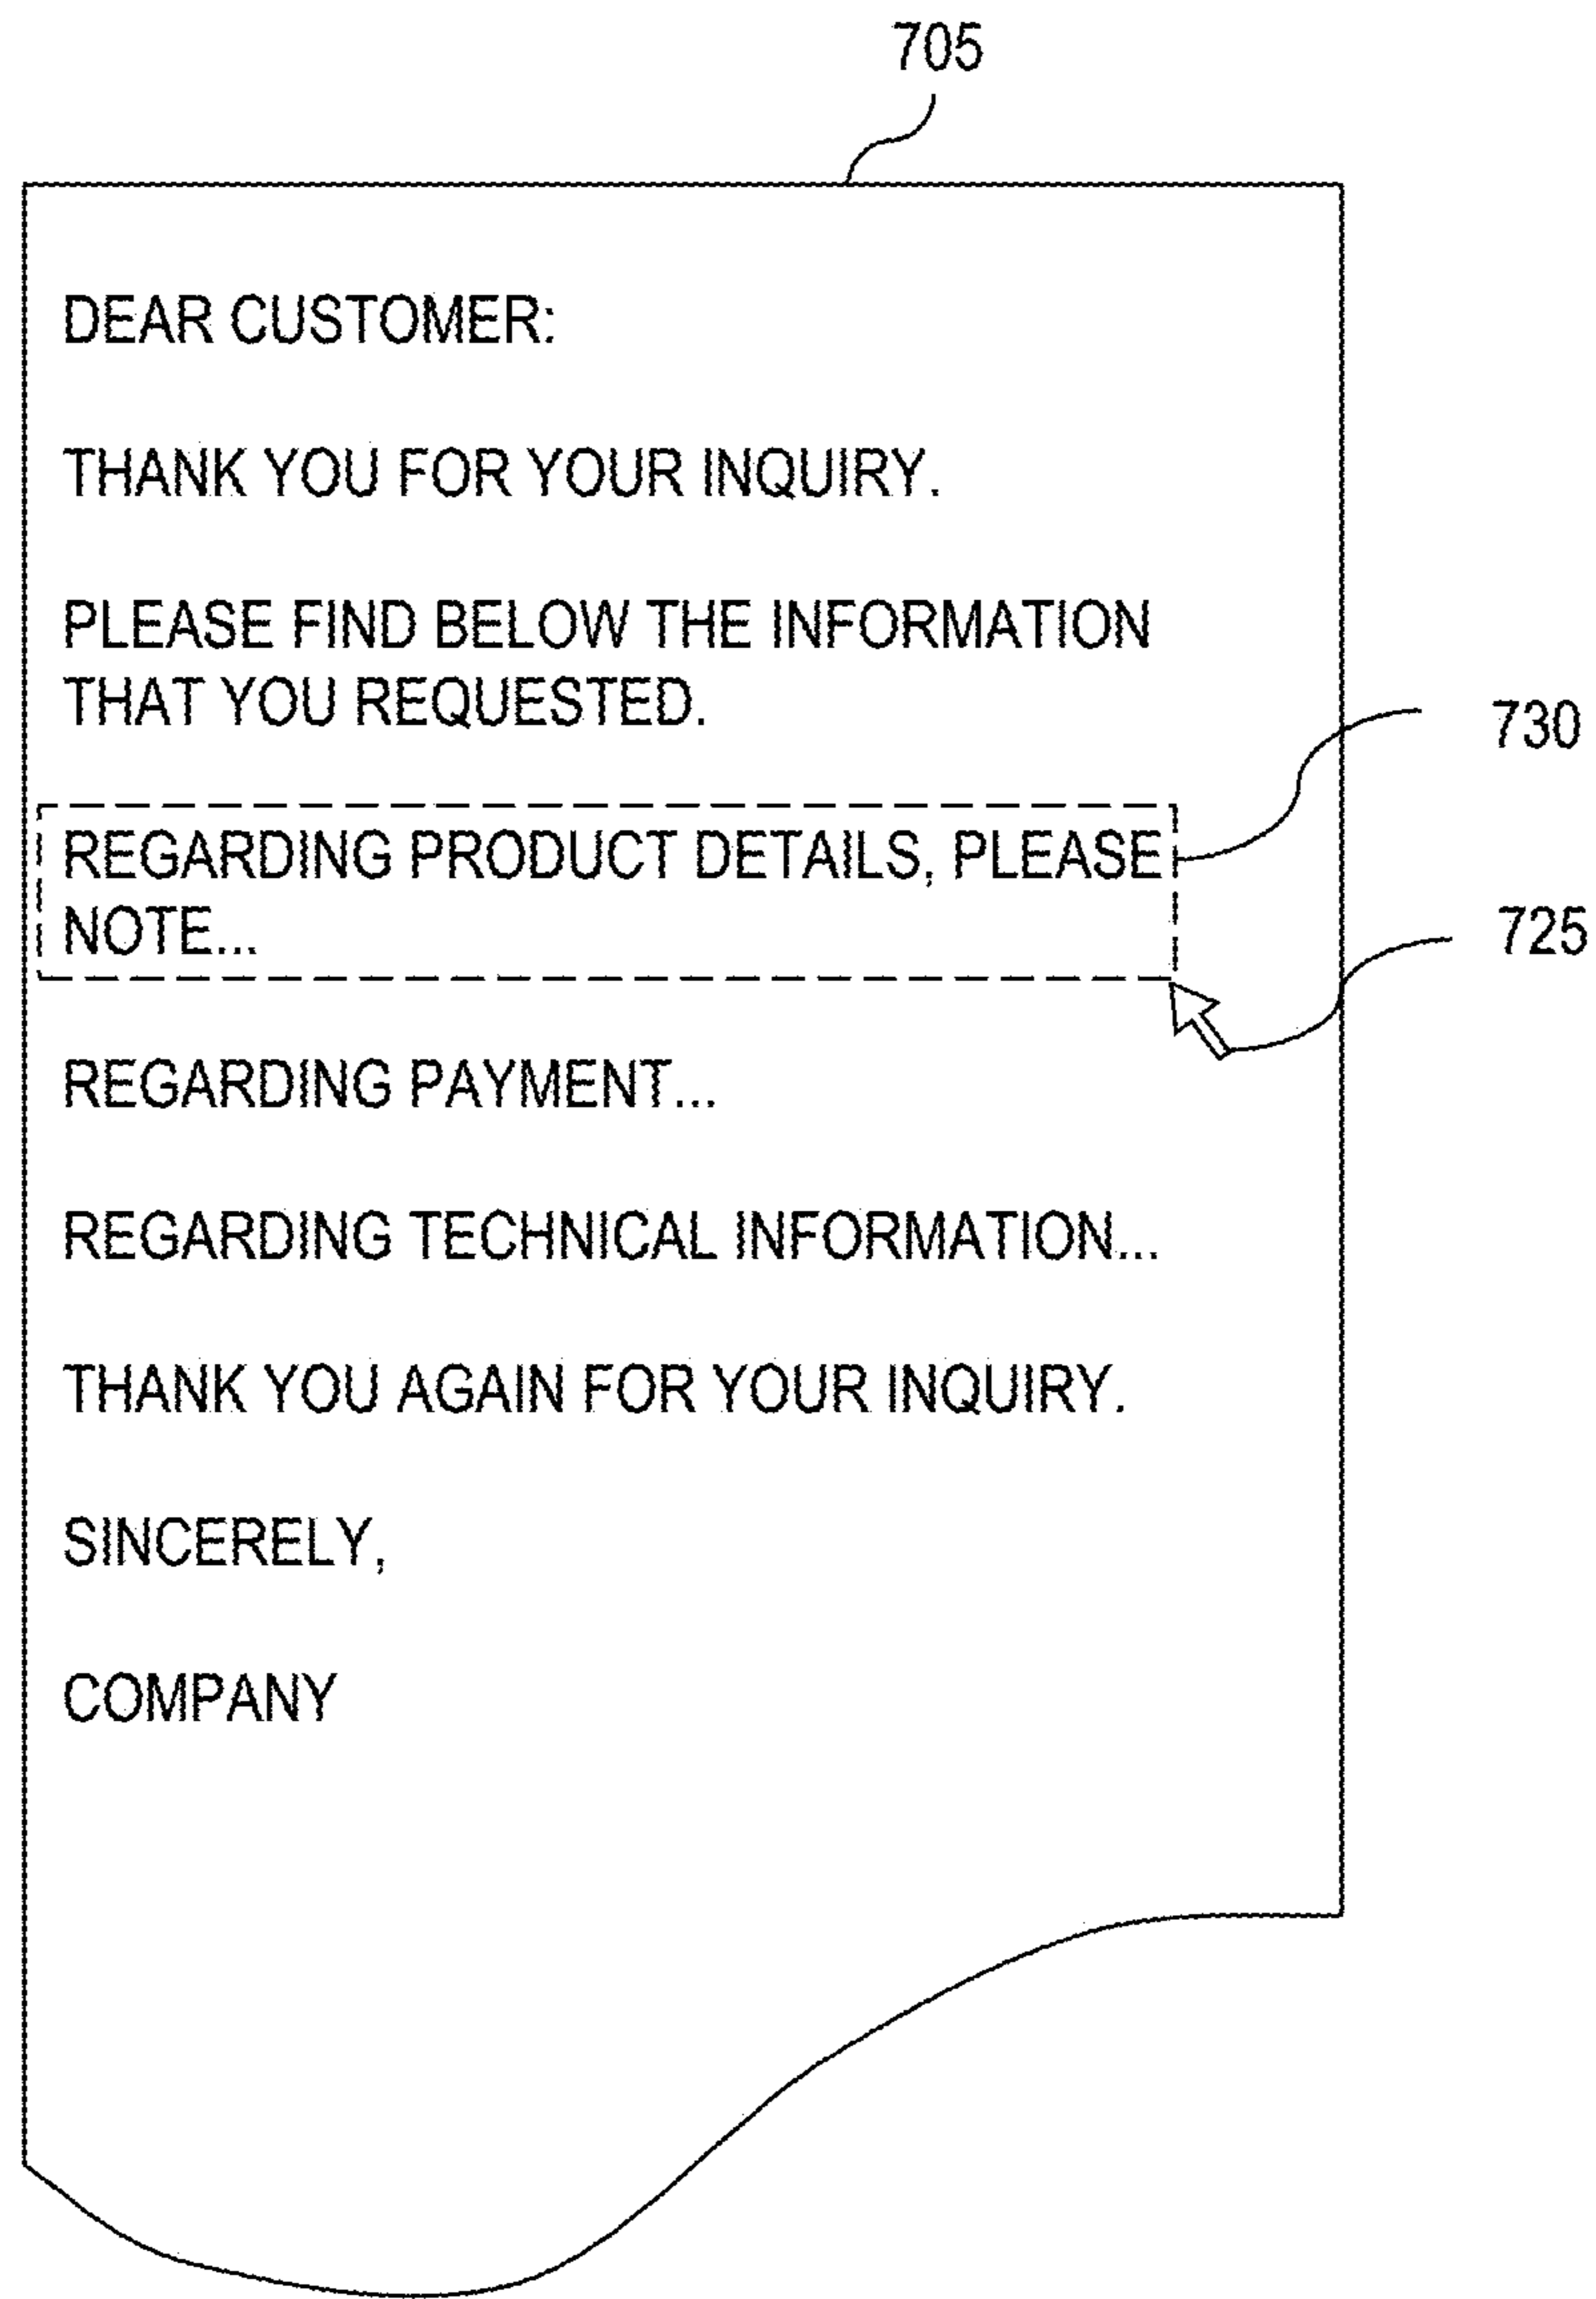 705
DEAR CUSTOMER:
THANK YOU FOR YOUR INQUIRY.
PLEASE FIND BELOW THE INFORMATION
THAT YOU REQUESTED.
730
REGARDING PRODUCT DETAILS, PLEASE
NOTE...
725
REGARDING PAYMENT...
REGARDING TECHNICAL INFORMATION...
THANK YOU AGAIN FOR YOUR INQUIRY.
SINCERELY,
COMPANY